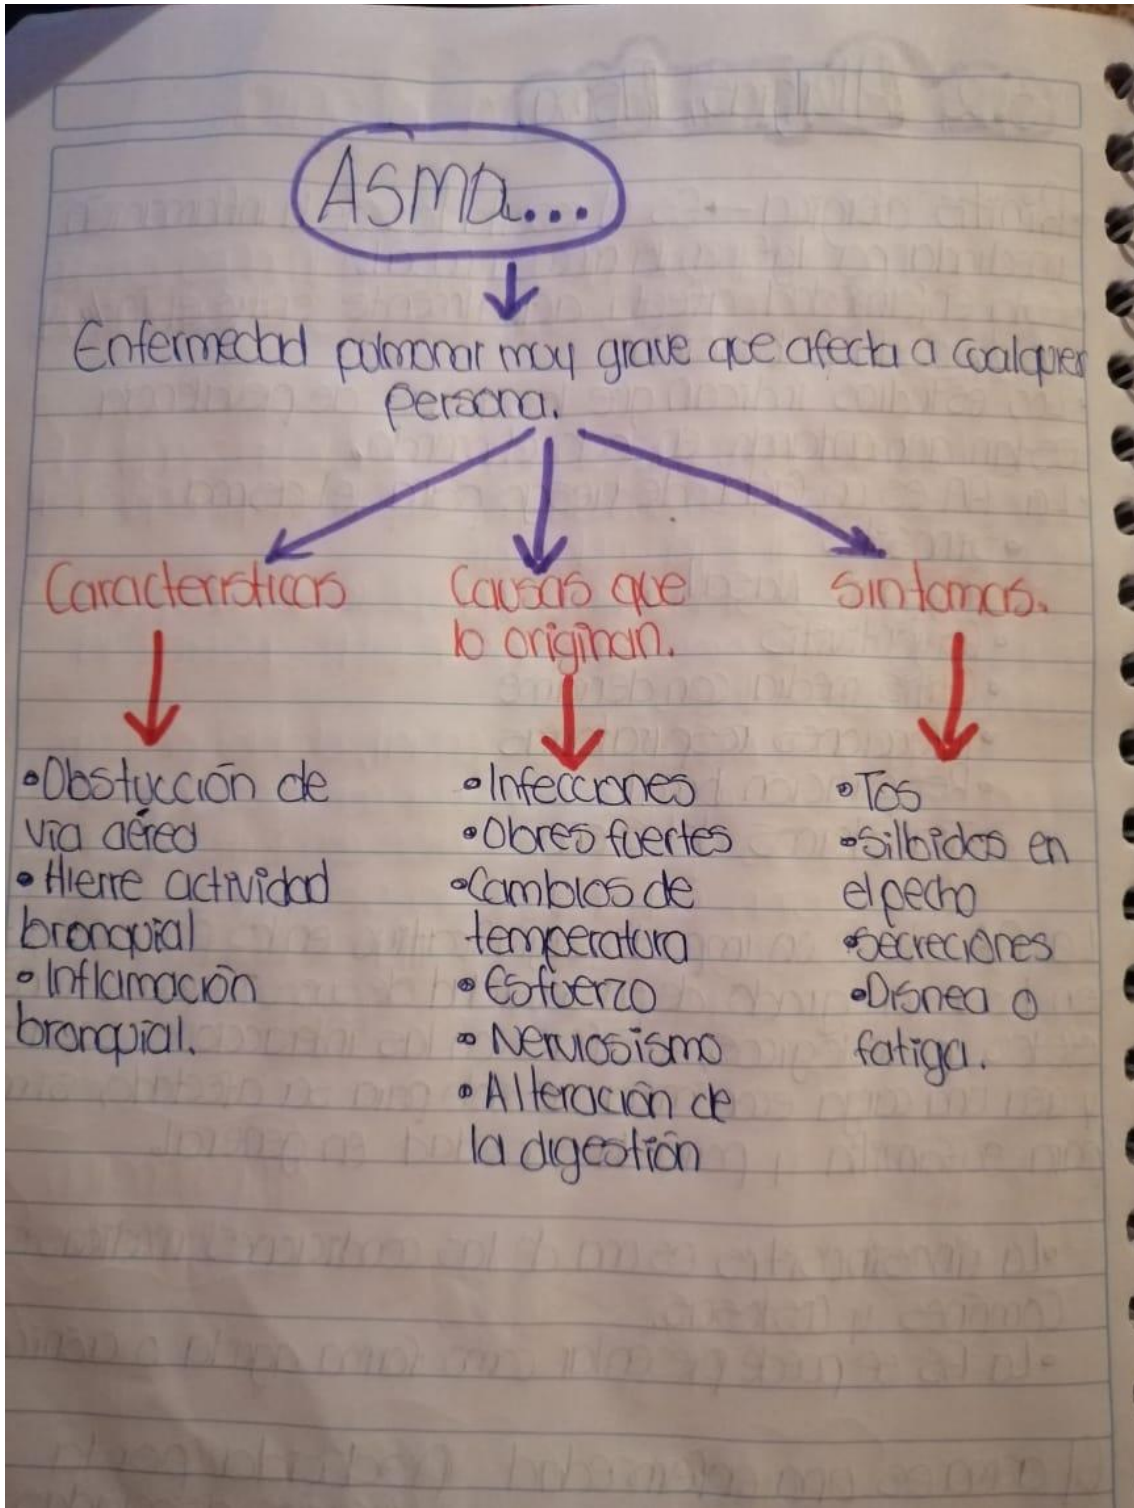 Asma...
Enfermedad pulmonar muy grave que afecta a cualquier
persona.
Características
Causas que
lo originan.
Sintomas.
•Obstucción de
via aérea
•Hierre actividad
bronquial
•Inflamación
bronquial.
•Infecciones
•Olores fuertes
•Cambios de
temperatura
•Esfuerzo
•Nerviosismo
•Alteración de
la digestión
•Tos
•Silbidos en
el pecho
•Secreciones
•Disnea o
fatiga.